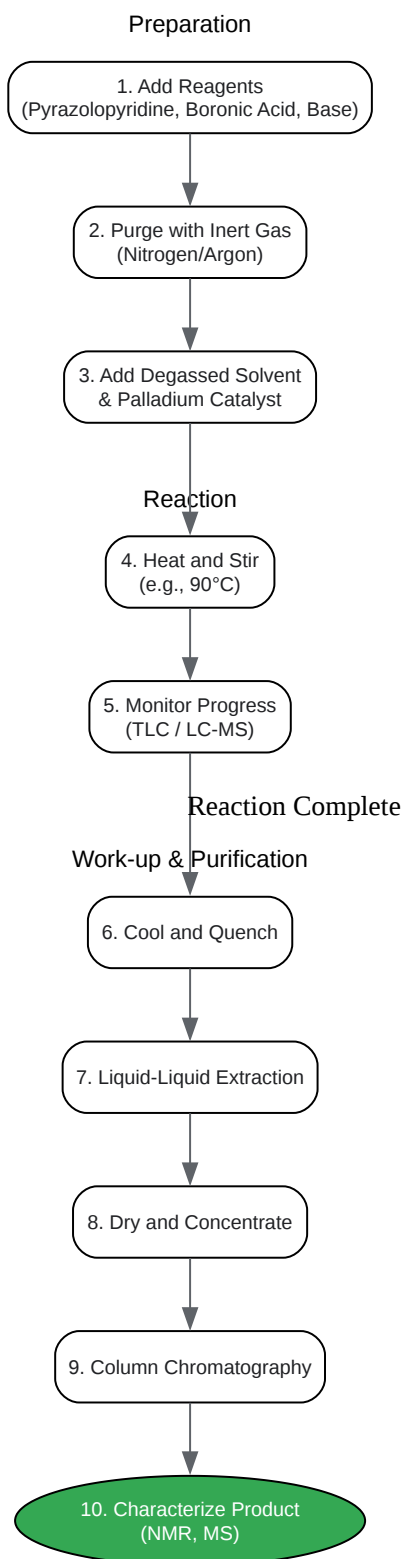 Preparation
1. Add Reagents
(Pyrazolopyridine, Boronic Acid, Base)
2. Purge with Inert Gas
(Nitrogen/Argon)
3. Add Degassed Solvent
& Palladium Catalyst
Reaction
4. Heat and Stir
(e.g., 90°C)
5. Monitor Progress
(TLC / LC-MS)
Reaction Complete
Work-up & Purification
6. Cool and Quench
7. Liquid-Liquid Extraction
8. Dry and Concentrate
9. Column Chromatography
10. Characterize Product
(NMR, MS)